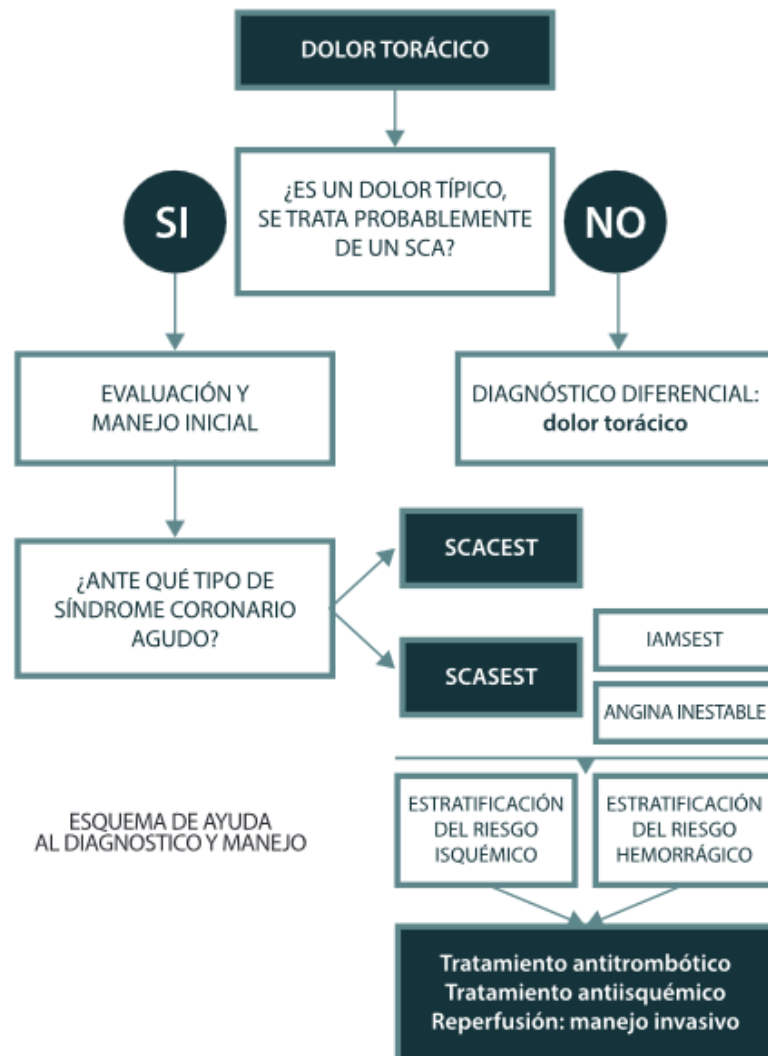 DOLOR TORÁCICO
¿ES UN DOLOR TÍPICO,
SE TRATA PROBABLEMENTE
DE UN SCA?
SI
NO
EVALUACIÓN Y
MANEJO INICIAL
DIAGNÓSTICO DIFERENCIAL:
dolor torácico
¿ANTE QUÉ TIPO DE
SÍNDROME CORONARIO
AGUDO?
SCACEST
SCASEST
IAMSEST
ANGINA INESTABLE
ESQUEMA DE AYUDA
AL DIAGNOSTICO Y MANEJO
ESTRATIFICACIÓN
DEL RIESGO
ISQUÉMICO
ESTRATIFICACIÓN
DEL RIESGO
HEMORRÁGICO
Tratamiento antitrombótico
Tratamiento antiisquémico
Reperfusión: manejo invasivo